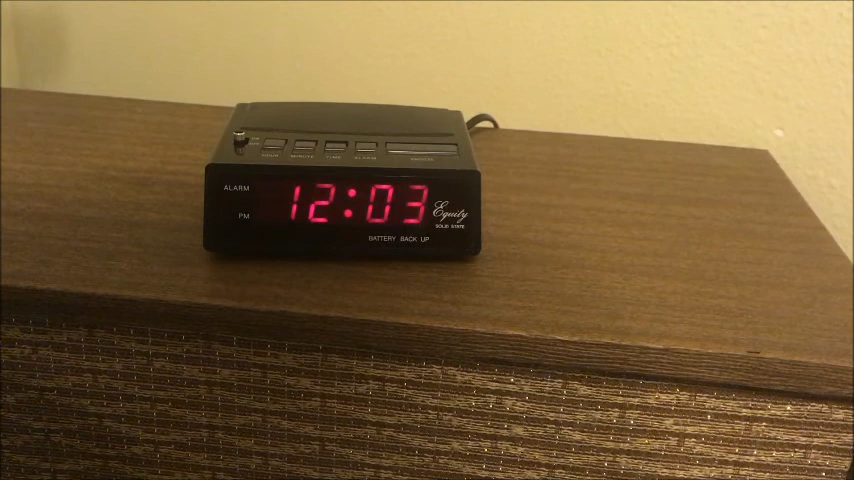 HOUR MINUTE TIME ALARM SNOOZE
ALARM
12:03
PM
Equity
SOLID STATE
BATTERY BACK UP